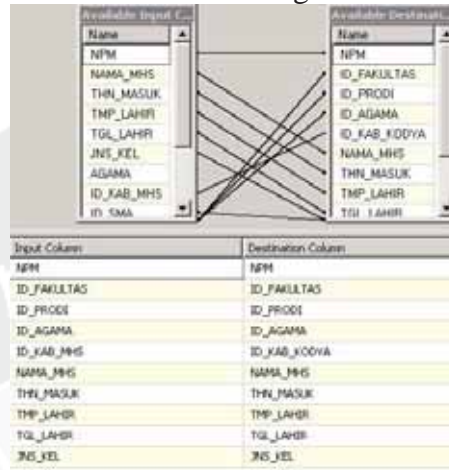 Available Input C...
Available Destinati...
Name
Name
NPM
NPM
NAMA_MHS
ID_FAKULTAS
THN_MASUK
ID_PRODI
TMP_LAHIR
ID_AGAMA
TGL_LAHIR
ID_KAB_KODYA
JNS_KEL
NAMA_MHS
AGAMA
THN_MASUK
ID_KAB_MHS
TMP_LAHIR
ID_SMA
TGL_LAHIR
Input Column Destination Column
NPM NPM
ID_FAKULTAS ID_FAKULTAS
ID_PRODI ID_PRODI
ID_AGAMA ID_AGAMA
ID_KAB_MHS ID_KAB_KODYA
NAMA_MHS NAMA_MHS
THN_MASUK THN_MASUK
TMP_LAHIR TMP_LAHIR
TGL_LAHIR TGL_LAHIR
JNS_KEL JNS_KEL